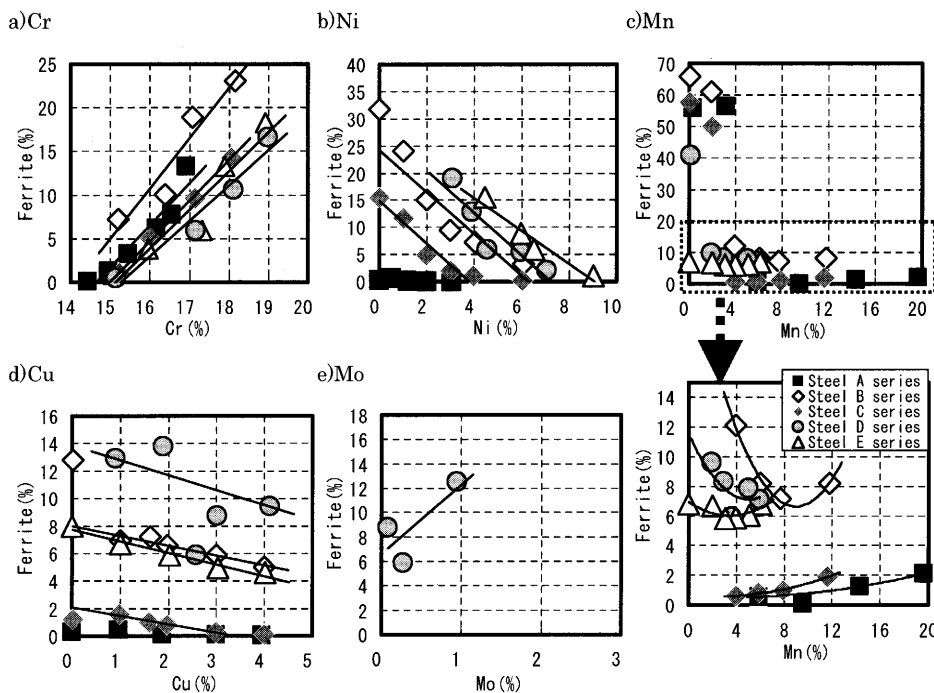 a)Cr
b)Ni
c)Mn
Ferrite(%)
25
20
15
10
5
0
14 15 16 17 18 19 20
Cr(%)
Ferrite(%)
40
35
30
25
20
15
10
5
0
0 2 4 6 8 10
Ni(%)
Ferrite(%)
70
60
50
40
30
20
10
0
0 4 8 12 16 20
Mn(%)
d)Cu
e)Mo
Ferrite(%)
16
14
12
10
8
6
4
2
0
0 1 2 3 4 5
Cu(%)
Ferrite(%)
18
16
14
12
10
8
6
4
2
0
0 1 2 3
Mo(%)
Steel A series
Steel B series
Steel C series
Steel D series
Steel E series
Ferrite(%)
14
12
10
8
6
4
2
0
0 4 8 12 16 20
Mn(%)